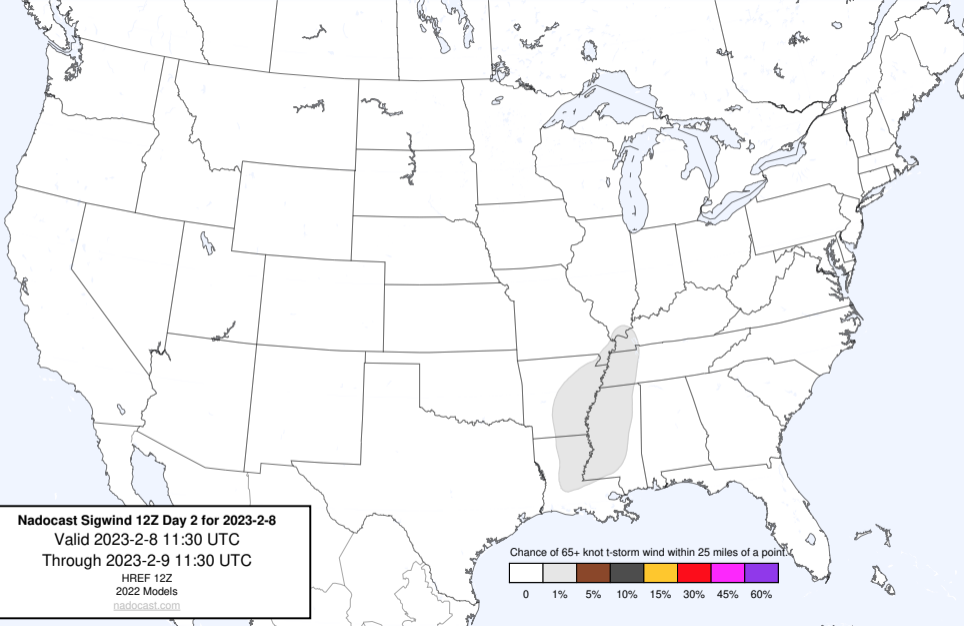 Nadocast Sigwind 12Z Day 2 for 2023-2-8
Valid 2023-2-8 11:30 UTC
Through 2023-2-9 11:30 UTC
HREF 12Z
2022 Models
nadocast.com
Chance of 65+ knot t-storm wind within 25 miles of a point.
0 1% 5% 10% 15% 30% 45% 60%